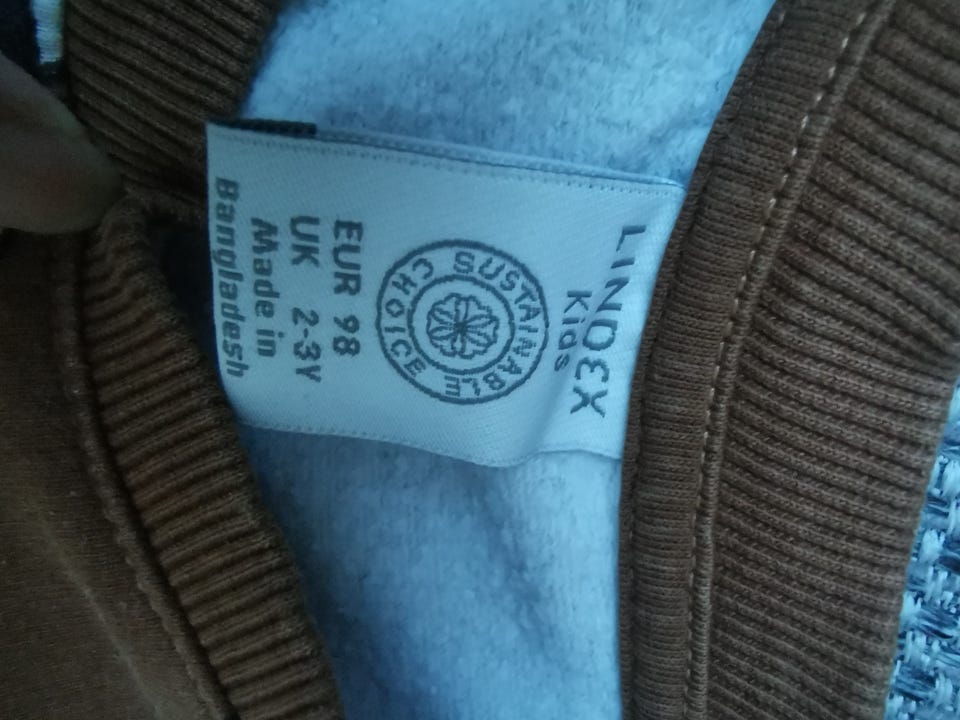 LINDEX
Kids
SUSTAINABLE CHOICE
EUR 98
UK 2-3Y
Made in
Bangladesh